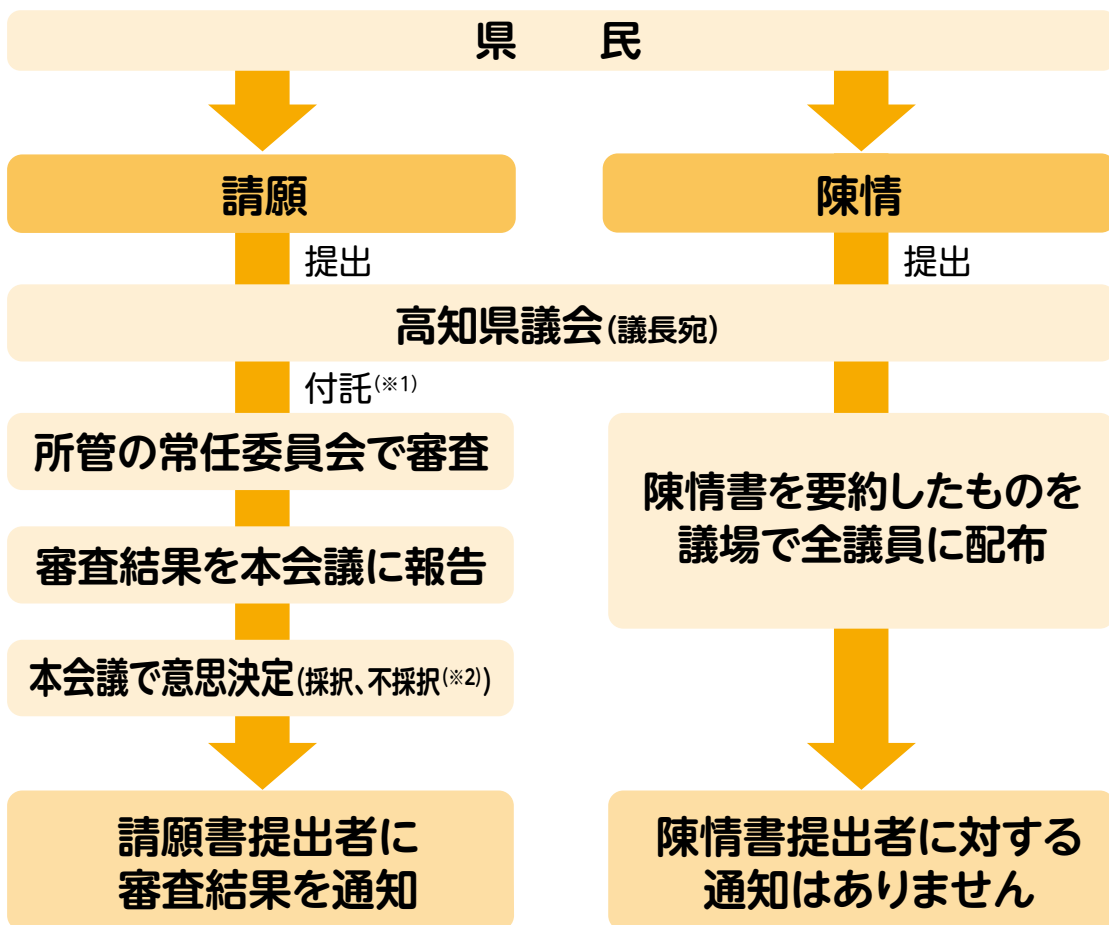 県　民
請願
陳情
提出
提出
高知県議会(議長宛)
付託(※1)
所管の常任委員会で審査
審査結果を本会議に報告
本会議で意思決定(採択、不採択(※2))
請願書提出者に
審査結果を通知
陳情書を要約したものを
議場で全議員に配布
陳情書提出者に対する
通知はありません